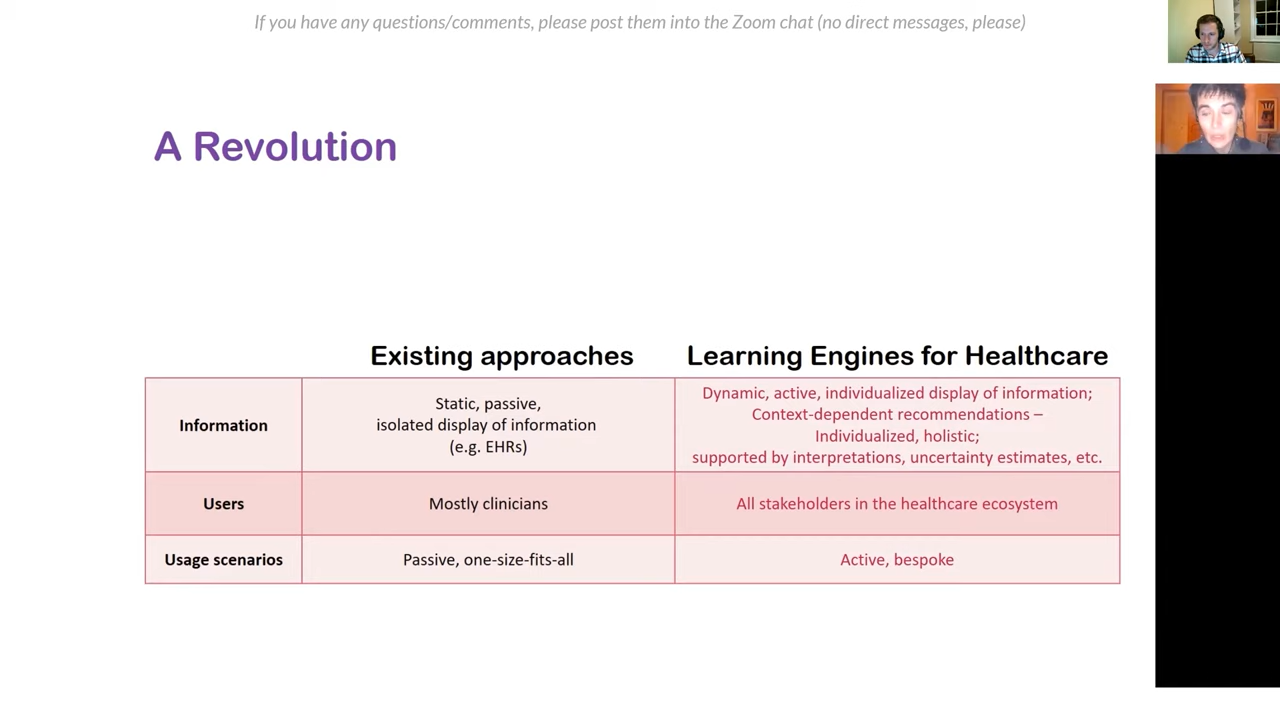 If you have any questions/comments, please post them into the Zoom chat (no direct messages, please)
A Revolution
Existing approaches
Learning Engines for Healthcare
Information
Static, passive,
isolated display of information
(e.g. EHRs)
Dynamic, active, individualized display of information;
Context-dependent recommendations –
Individualized, holistic;
supported by interpretations, uncertainty estimates, etc.
Users
Mostly clinicians
All stakeholders in the healthcare ecosystem
Usage scenarios
Passive, one-size-fits-all
Active, bespoke